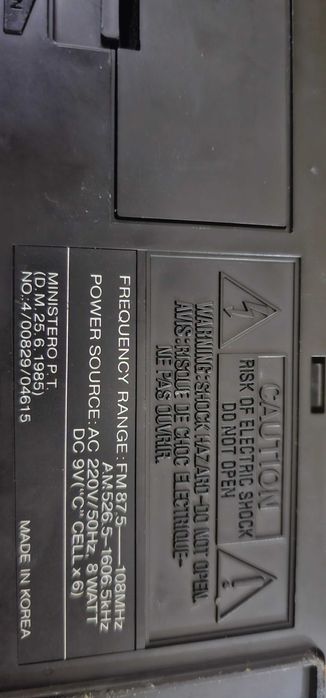 CAUTION
RISK OF ELECTRIC SHOCK
DO NOT OPEN
WARNING:SHOCK HAZARD-DO NOT OPEN.
AVIS:RISQUE DE CHOC ELECTRIQUE-
NE PAS OUVRIR.
FREQUENCY RANGE: FM 87.5—108MHz
AM 526.5—1606.5kHz
POWER SOURCE: AC 220V/50Hz, 8 WATT
DC 9V ("C" CELL x 6)
MINISTERO P.T.
(D.M. 25.6.1985)
NO.:4/00829/04615
MADE IN KOREA